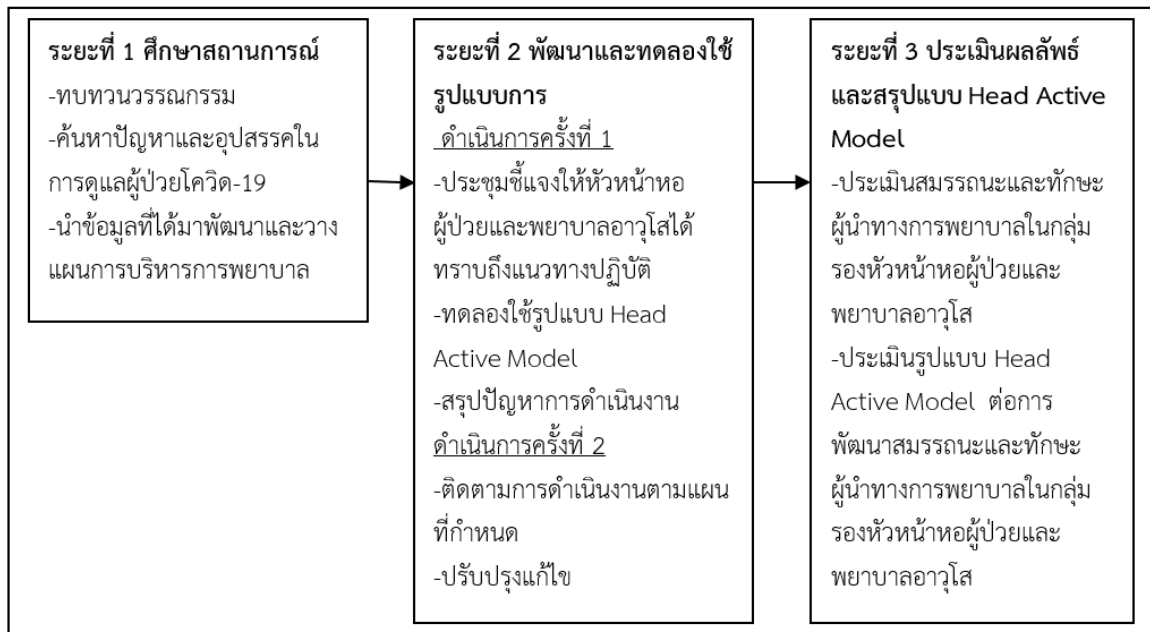 ระยะที่ 1 ศึกษาสถานการณ์
-ทบทวนวรรณกรรม
-ค้นหาปัญหาและอุปสรรคใน
การดูแลผู้ป่วยโควิด-19
-นำข้อมูลที่ได้มาพัฒนาและวาง
แผนการบริหารการพยาบาล
ระยะที่ 2 พัฒนาและทดลองใช้
รูปแบบการ
ดำเนินการครั้งที่ 1
-ประชุมชี้แจงให้หัวหน้าหอ
ผู้ป่วยและพยาบาลอาวุโสได้
ทราบถึงแนวทางปฏิบัติ
-ทดลองใช้รูปแบบ Head
Active Model
-สรุปปัญหาการดำเนินงาน
ดำเนินการครั้งที่ 2
-ติดตามการดำเนินงานตามแผน
ที่กำหนด
-ปรับปรุงแก้ไข
ระยะที่ 3 ประเมินผลลัพธ์
และสรุปแบบ Head Active
Model
-ประเมินสมรรถนะและทักษะ
ผู้นำทางการพยาบาลในกลุ่ม
รองหัวหน้าหอผู้ป่วยและ
พยาบาลอาวุโส
-ประเมินรูปแบบ Head
Active Model ต่อการ
พัฒนาสมรรถนะและทักษะ
ผู้นำทางการพยาบาลในกลุ่ม
รองหัวหน้าหอผู้ป่วยและ
พยาบาลอาวุโส